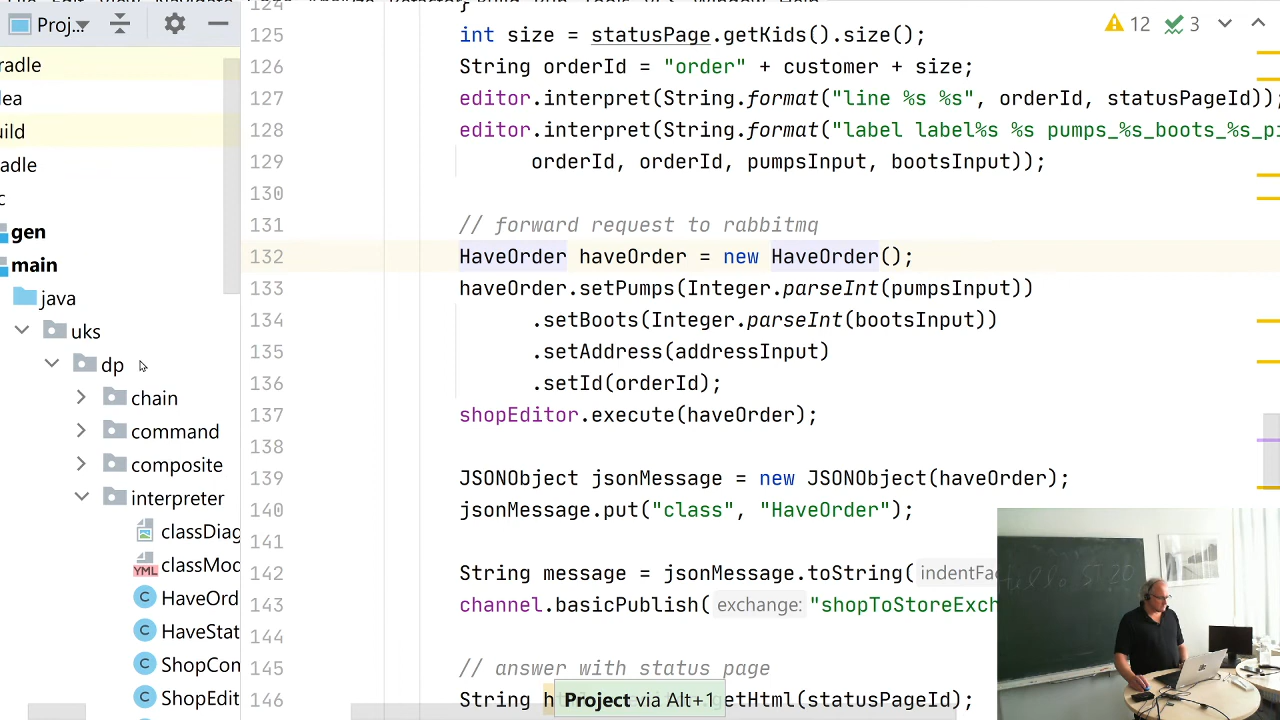 Proj...
radle
lea
uild
radle
c
gen
main
java
uks
dp
chain
command
composite
interpreter
classDiag
classMod
HaveOrd
HaveStat
ShopCon
ShopEdit
12 3
124 }
125 int size = statusPage.getKids().size();
126 String orderId = "order" + customer + size;
127 editor.interpret(String.format("line %s %s", orderId, statusPageId));
128 editor.interpret(String.format("label label%s %s pumps_%s_boots_%s_pi
129 orderId, orderId, pumpsInput, bootsInput));
130
131 // forward request to rabbitmq
132 HaveOrder haveOrder = new HaveOrder();
133 haveOrder.setPumps(Integer.parseInt(pumpsInput))
134 .setBoots(Integer.parseInt(bootsInput))
135 .setAddress(addressInput)
136 .setId(orderId);
137 shopEditor.execute(haveOrder);
138
139 JSONObject jsonMessage = new JSONObject(haveOrder);
140 jsonMessage.put("class", "HaveOrder");
141
142 String message = jsonMessage.toString( indentFac
143 channel.basicPublish( exchange: "shopToStoreExch
144
145 // answer with status page
146 String h getHtml(statusPageId);
Project via Alt+1